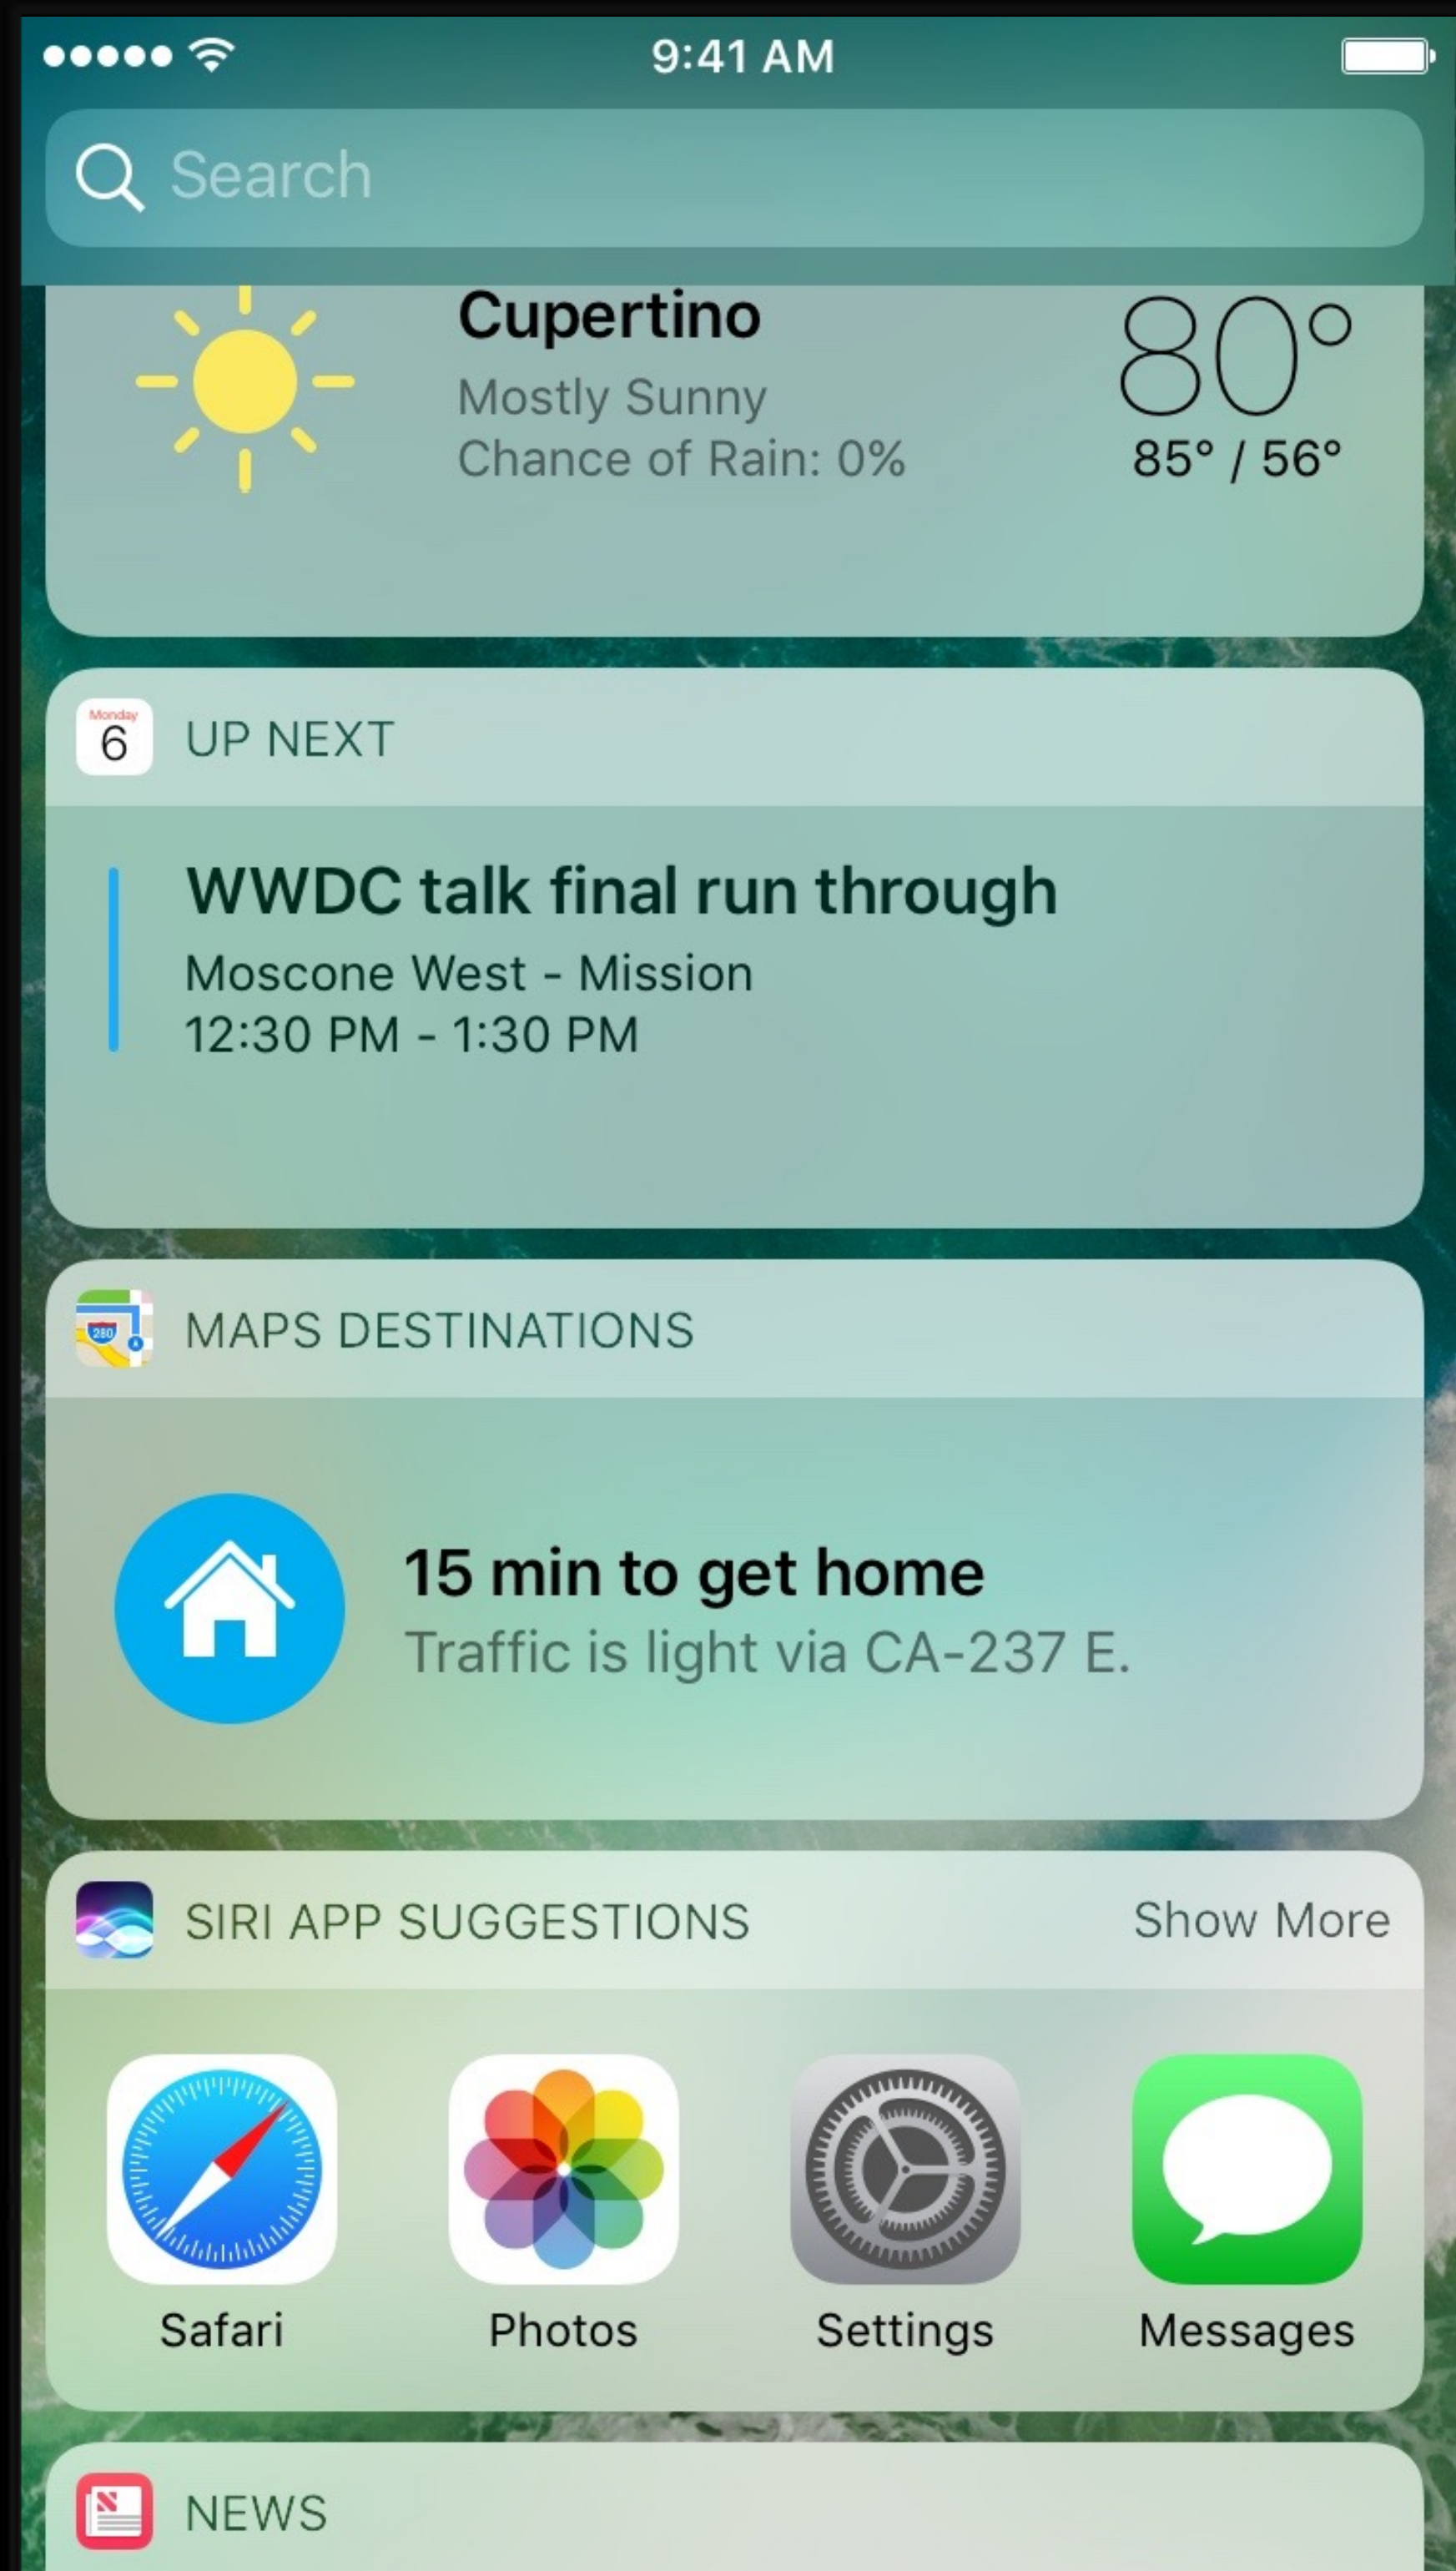 9:41 AM
Search
Cupertino
80°
Mostly Sunny
Chance of Rain: 0%
85° / 56°
Monday
6
UP NEXT
WWDC talk final run through
Moscone West - Mission
12:30 PM - 1:30 PM
280
MAPS DESTINATIONS
15 min to get home
Traffic is light via CA-237 E.
SIRI APP SUGGESTIONS
Show More
Safari
Photos
Settings
Messages
NEWS